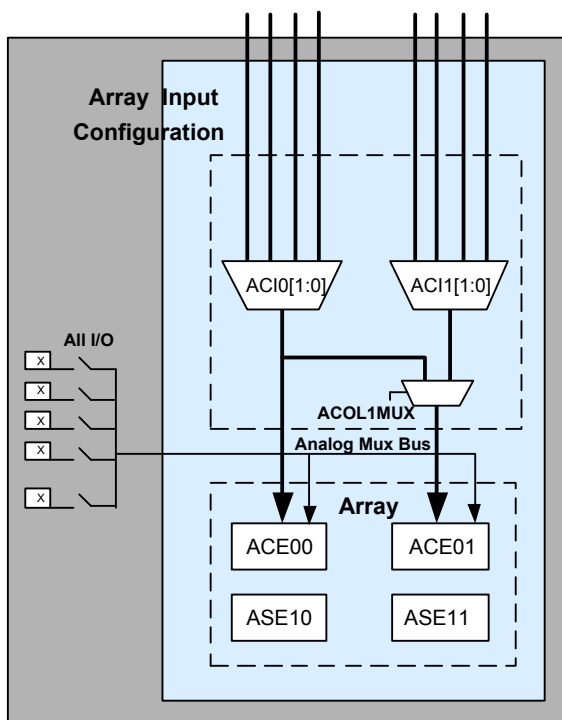 Array Input
Configuration
ACI0[1:0]
ACI1[1:0]
All I/O
X
X
X
X
X
ACOL1MUX
Analog Mux Bus
Array
ACE00
ACE01
ASE10
ASE11